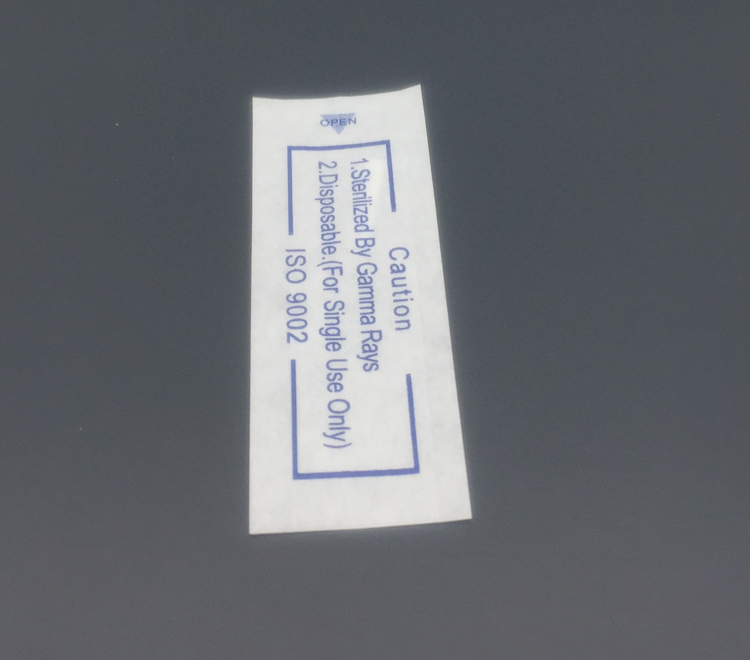 OPEN
Caution
1.Sterilized By Gamma Rays
2.Disposable.(For Single Use Only)
ISO 9002